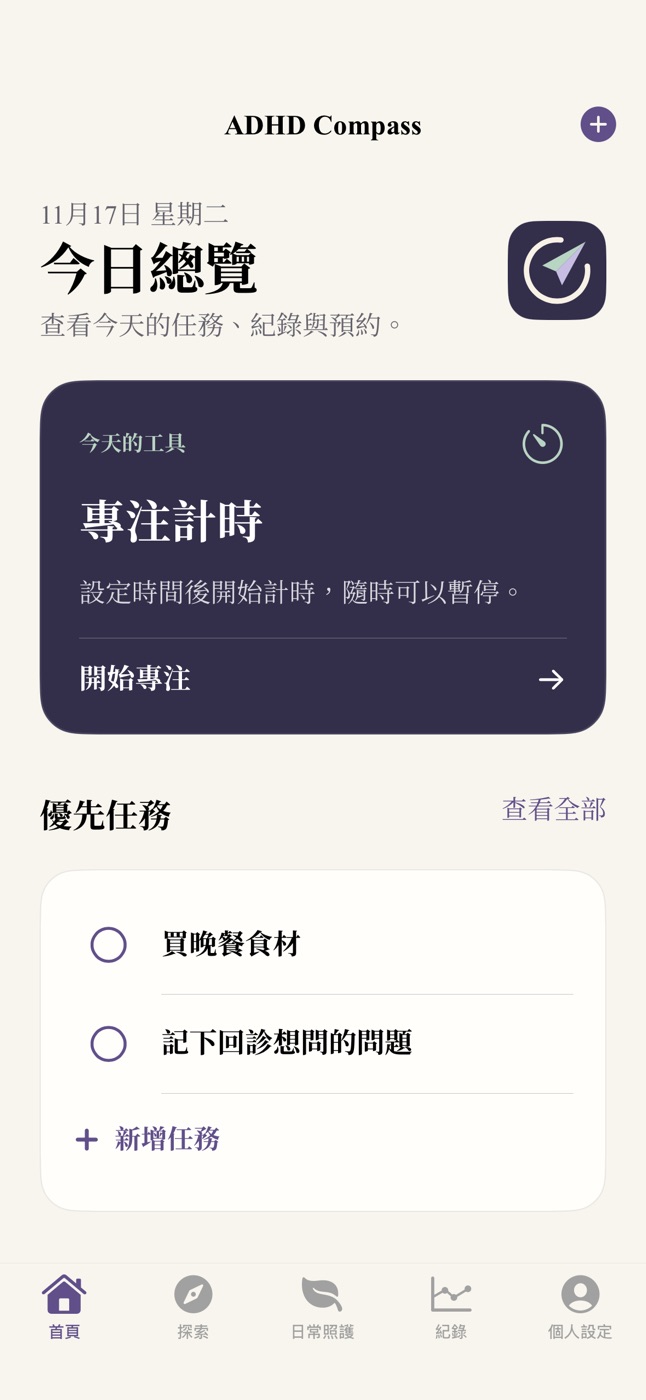 ADHD Compass
11月17日 星期二
今日總覽
查看今天的任務、紀錄與預約。
今天的工具
專注計時
設定時間後開始計時，隨時可以暫停。
開始專注
優先任務
查看全部
買晚餐食材
記下回診想問的問題
新增任務
首頁
探索
日常照護
紀錄
個人設定